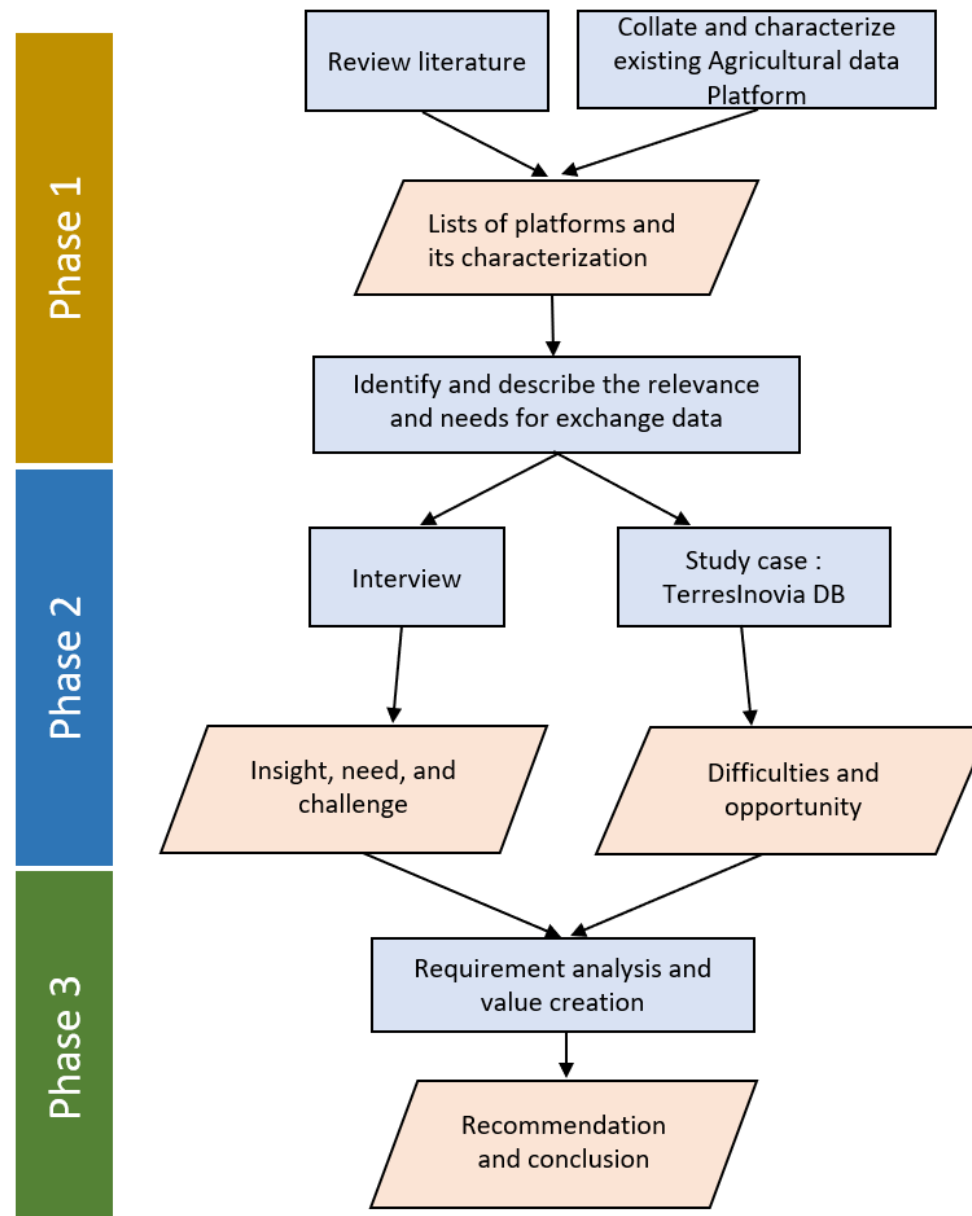 Phase 1
Review literature
Collate and characterize
existing Agricultural data
Platform
Lists of platforms and
its characterization
Identify and describe the relevance
and needs for exchange data
Phase 2
Interview
Study case :
TerresInovia DB
Insight, need, and
challenge
Difficulties and
opportunity
Phase 3
Requirement analysis and
value creation
Recommendation
and conclusion